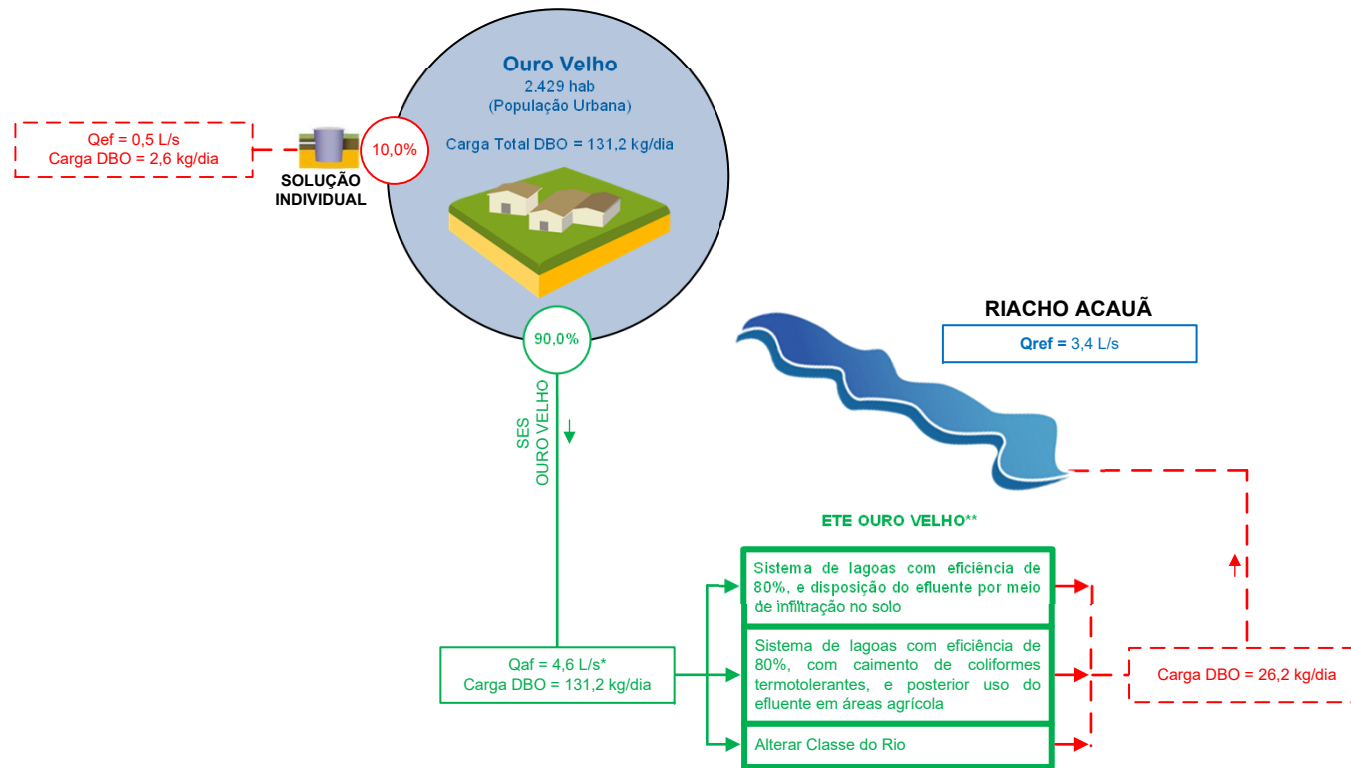 Ouro Velho
2.429 hab
(População Urbana)
Carga Total DBO = 131,2 kg/dia
Qef = 0,5 L/s
Carga DBO = 2,6 kg/dia
10,0%
SOLUÇÃO
INDIVIDUAL
90,0%
SES
OURO VELHO
RIACHO ACAUÃ
Qref = 3,4 L/s
ETE OURO VELHO**
Sistema de lagoas com eficiência de
80%, e disposição do efluente por meio
de infiltração no solo
Sistema de lagoas com eficiência de
80%, com caimento de coliformes
termotolerantes, e posterior uso do
efluente em áreas agrícola
Alterar Classe do Rio
Qaf = 4,6 L/s*
Carga DBO = 131,2 kg/dia
Carga DBO = 26,2 kg/dia